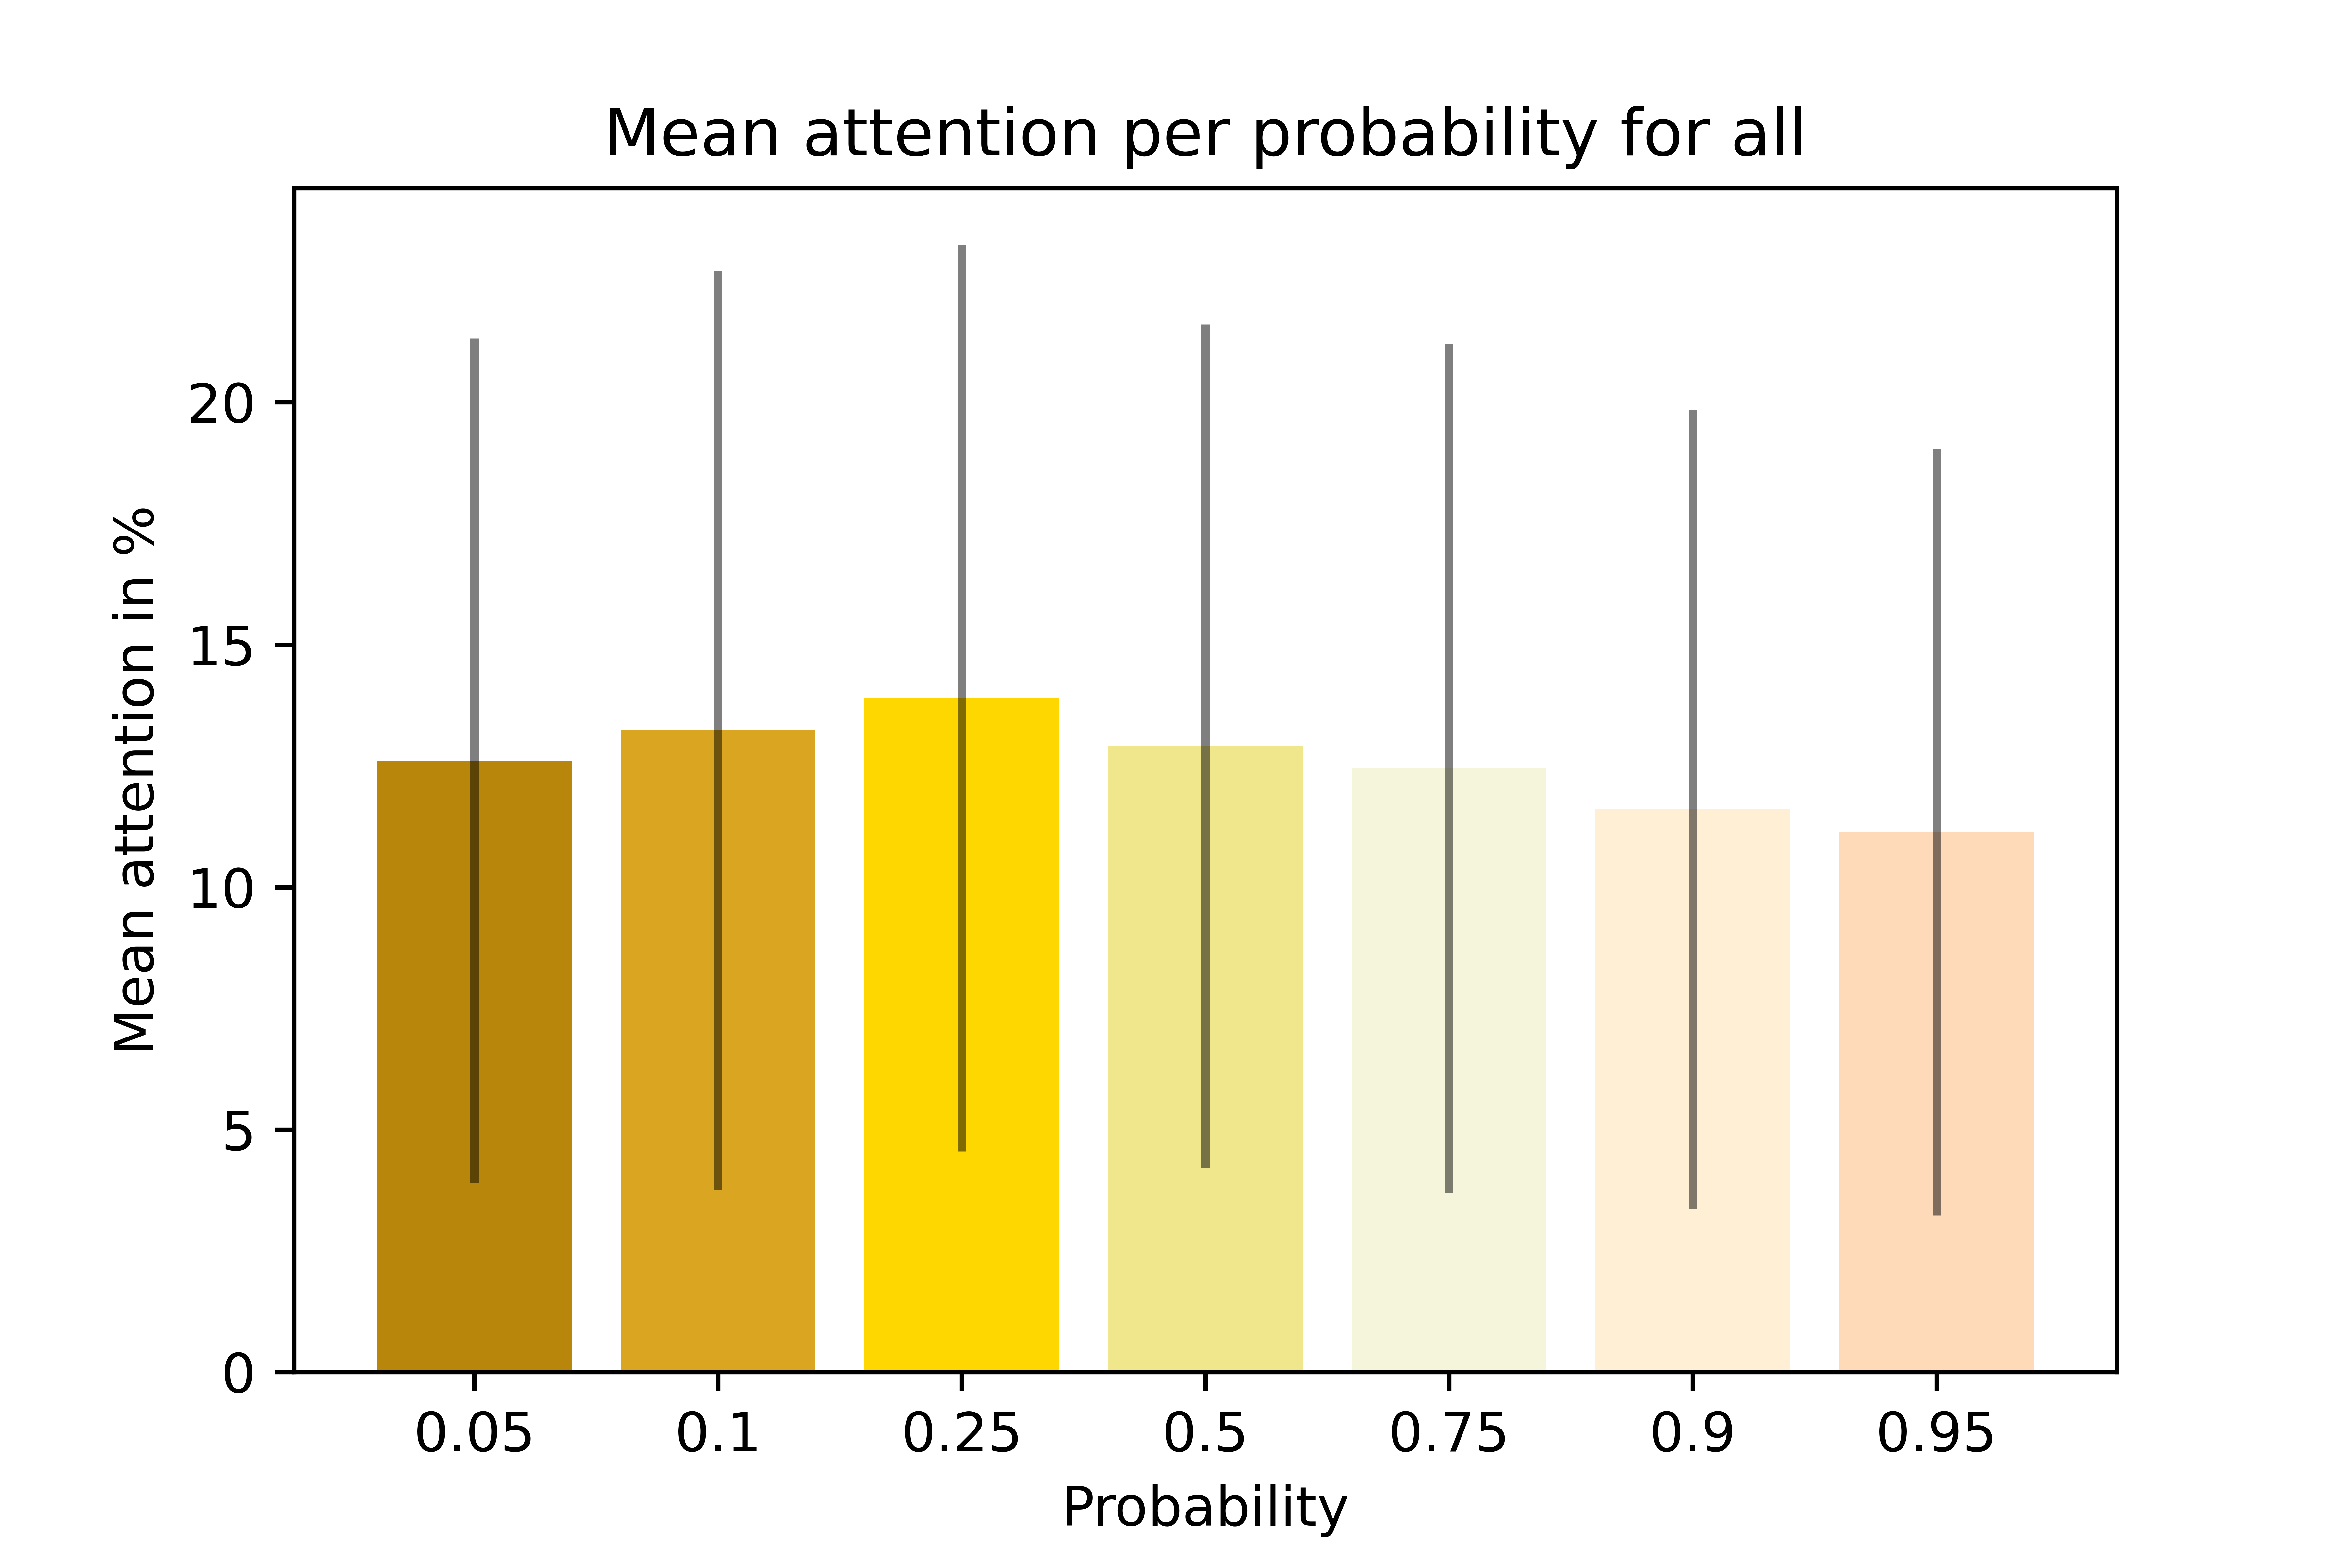 Mean attention per probability for all
Mean attention in %
20
15
10
5
0
0.05 0.1 0.25 0.5 0.75 0.9 0.95
Probability